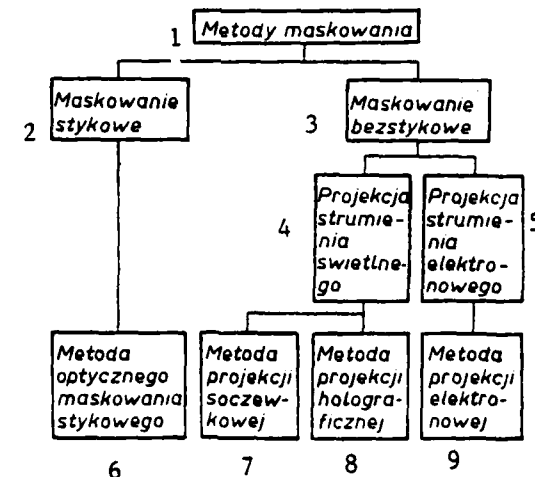 Metody maskowania
1
Maskowanie
stykowe
2
Maskowanie
bezstykowe
3
Projekcja
strumie-
nia
swietlne-
go
4
Projekcja
strumie-
nia
elektro-
nowego
5
Metoda
optycznego
maskowania
stykowego
Metoda
projekcji
soczew-
kowej
Metoda
projekcji
hologra-
ficznej
Metoda
projekcji
elektro-
nowej
6
7
8
9